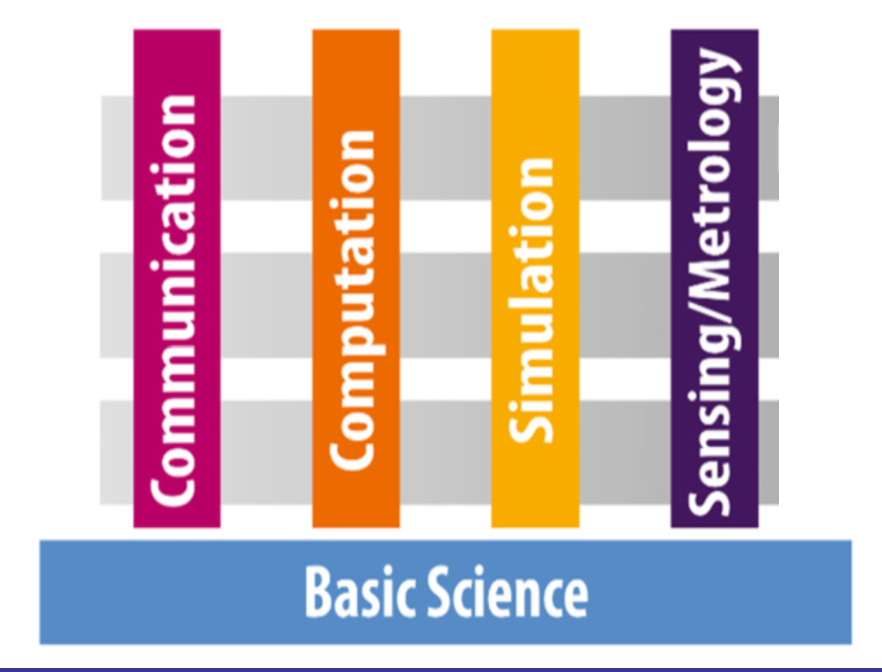 Communication
Computation
Simulation
Sensing/Metrology
Basic Science